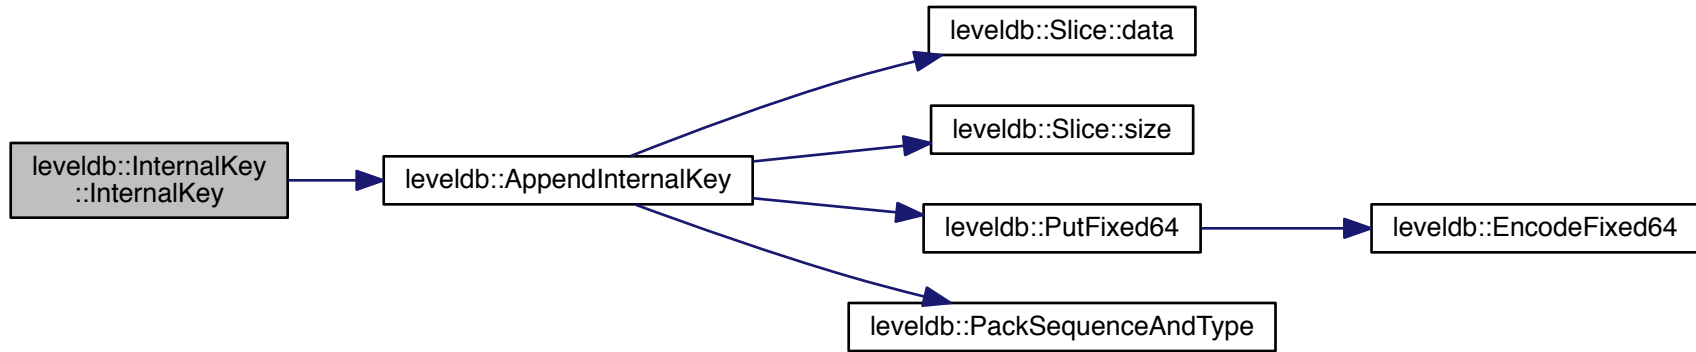 leveldb::InternalKey
::InternalKey
leveldb::AppendInternalKey
leveldb::Slice::data
leveldb::Slice::size
leveldb::PutFixed64
leveldb::EncodeFixed64
leveldb::PackSequenceAndType